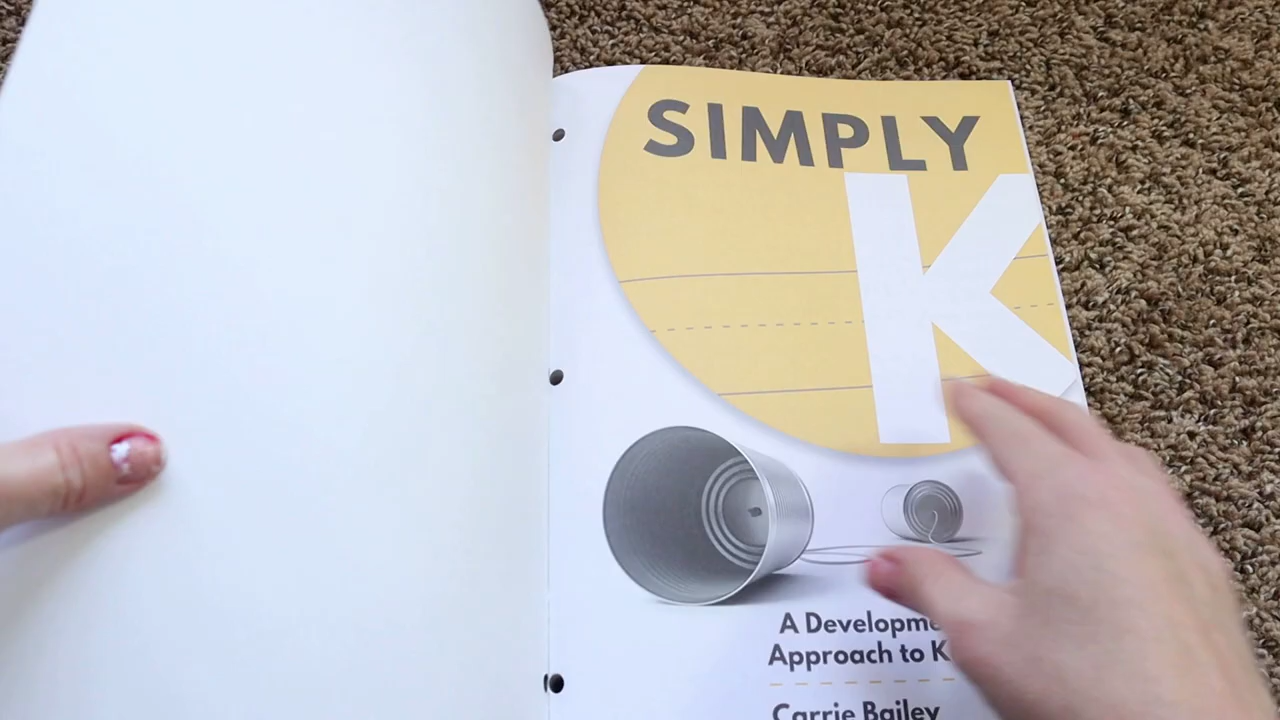 SIMPLY
K
A Developme
Approach to K
Carrie Bailey